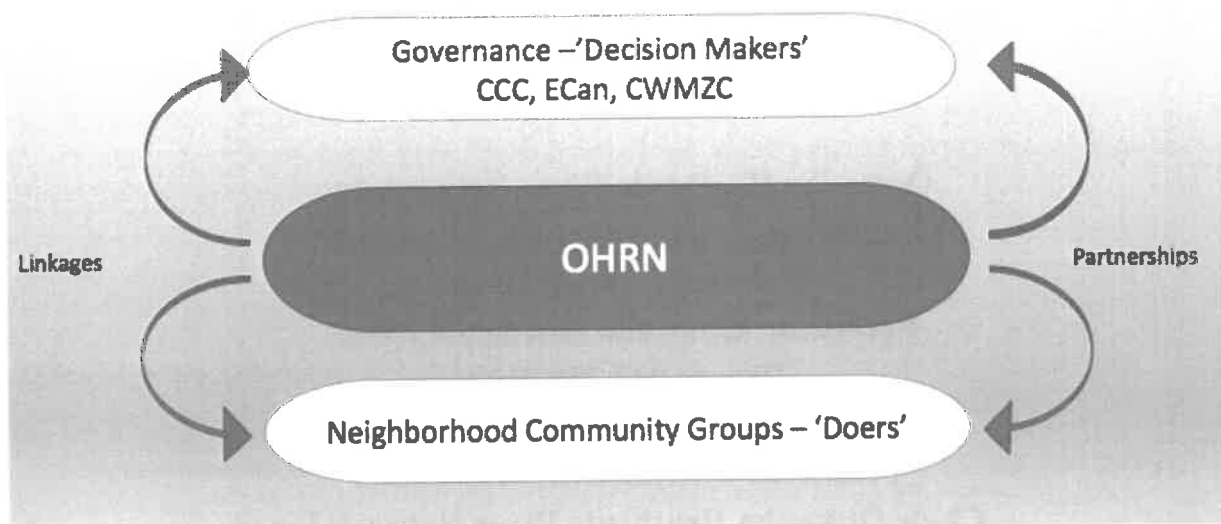 Governance –'Decision Makers'
CCC, ECan, CWMZC
OHRN
Linkages
Partnerships
Neighborhood Community Groups – 'Doers'